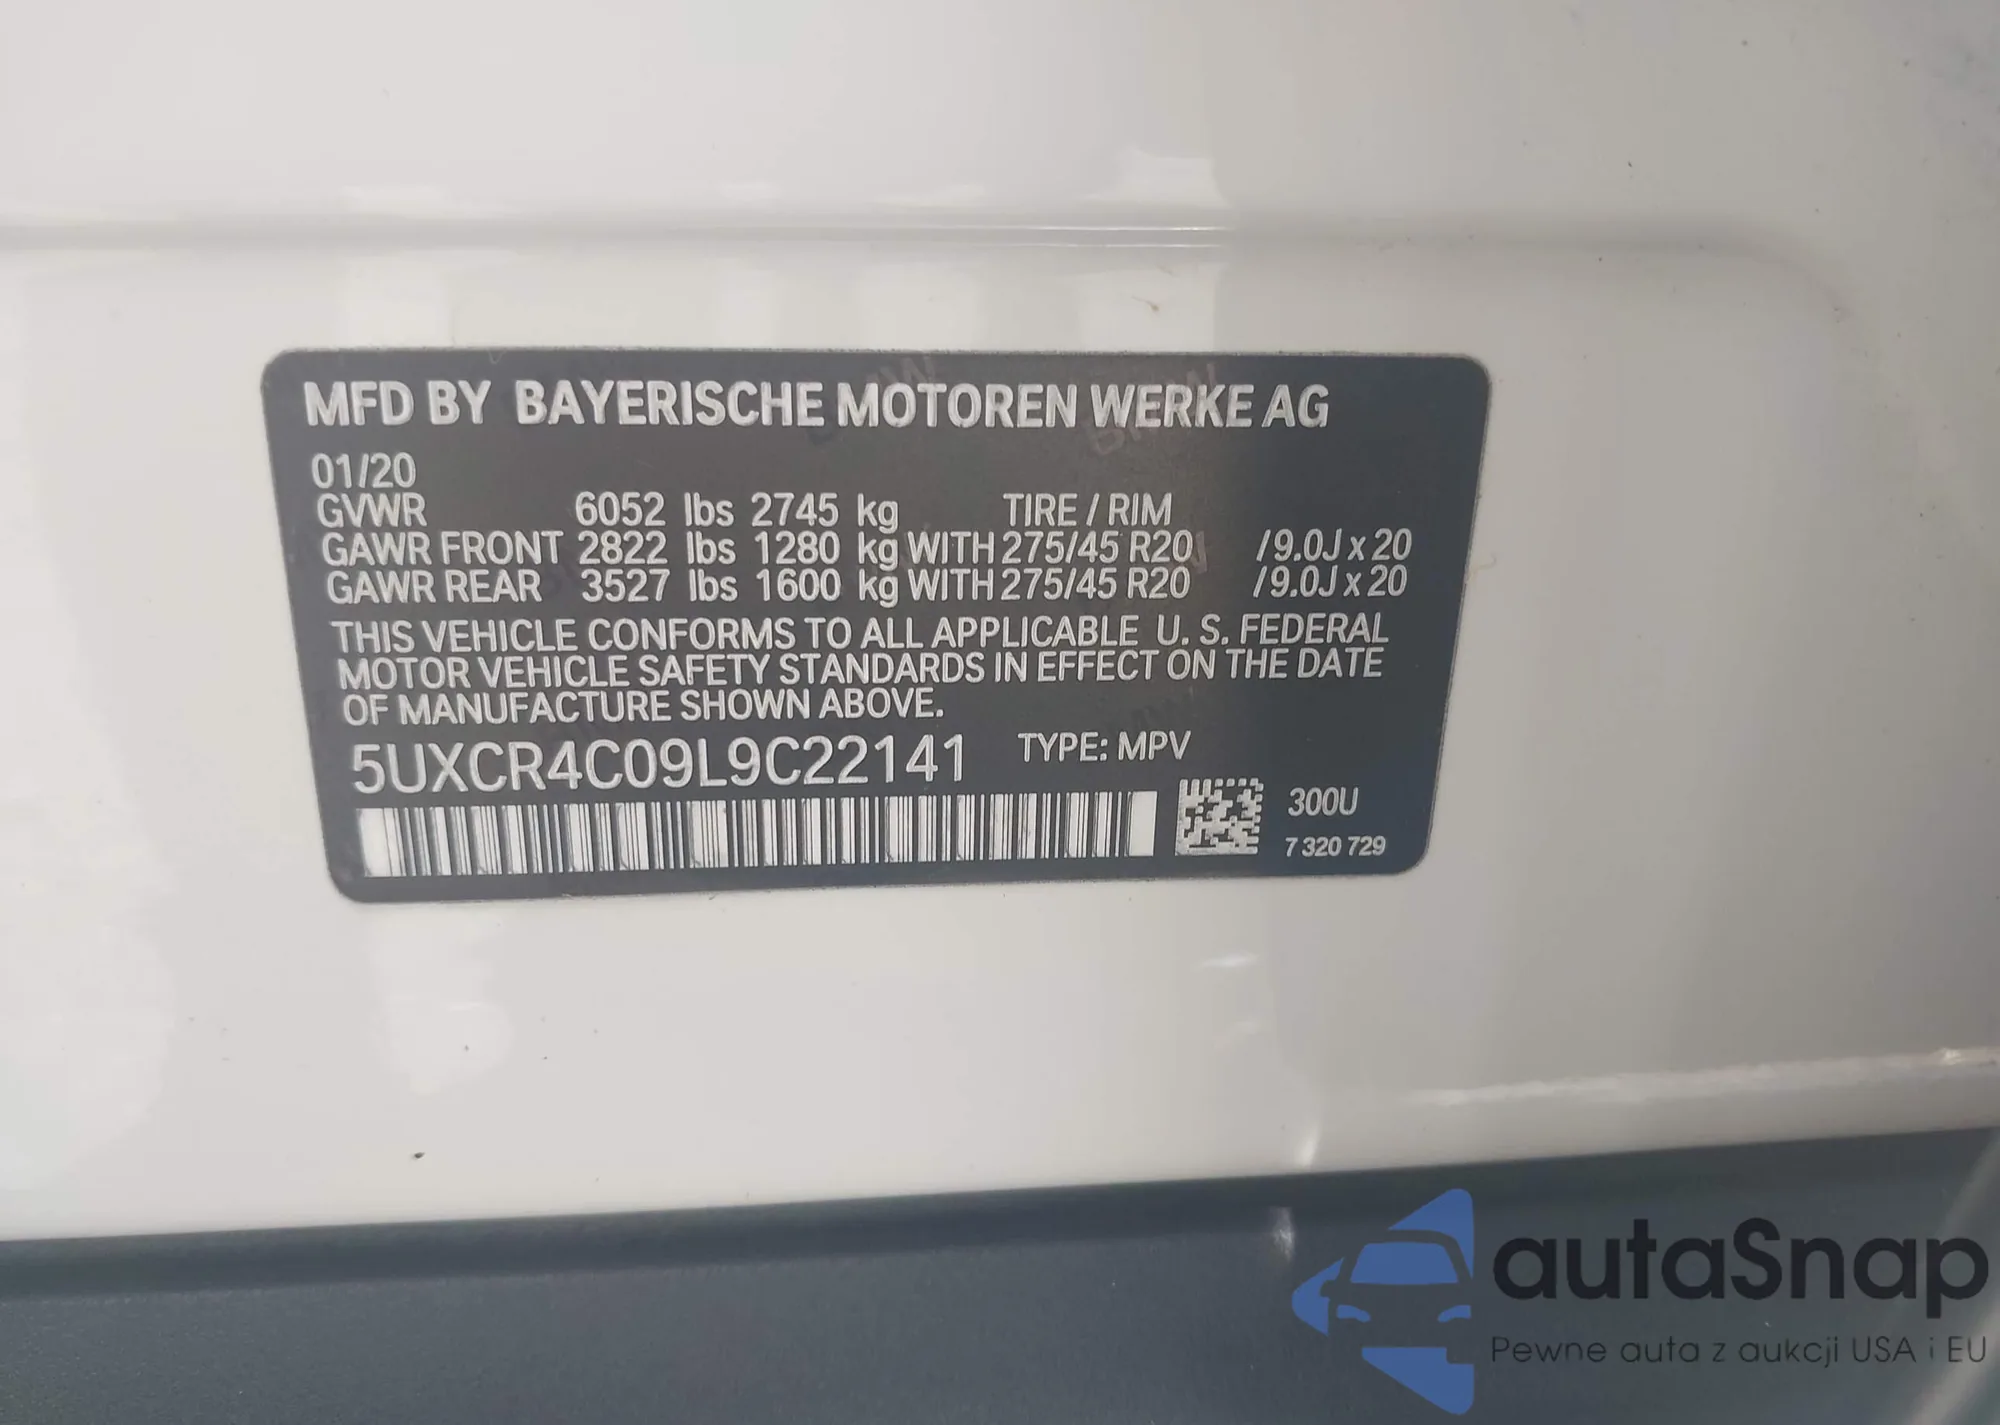 MFD BY BAYERISCHE MOTOREN WERKE AG
01/20
GVWR 6052 lbs 2745 kg TIRE / RIM
GAWR FRONT 2822 lbs 1280 kg WITH 275/45 R20 /9.0J x 20
GAWR REAR 3527 lbs 1600 kg WITH 275/45 R20 /9.0J x 20
THIS VEHICLE CONFORMS TO ALL APPLICABLE U. S. FEDERAL
MOTOR VEHICLE SAFETY STANDARDS IN EFFECT ON THE DATE
OF MANUFACTURE SHOWN ABOVE.
5UXCR4C09L9C22141 TYPE: MPV
300U
7 320 729
autaSnap
Pewne auta z aukcji USA i EU